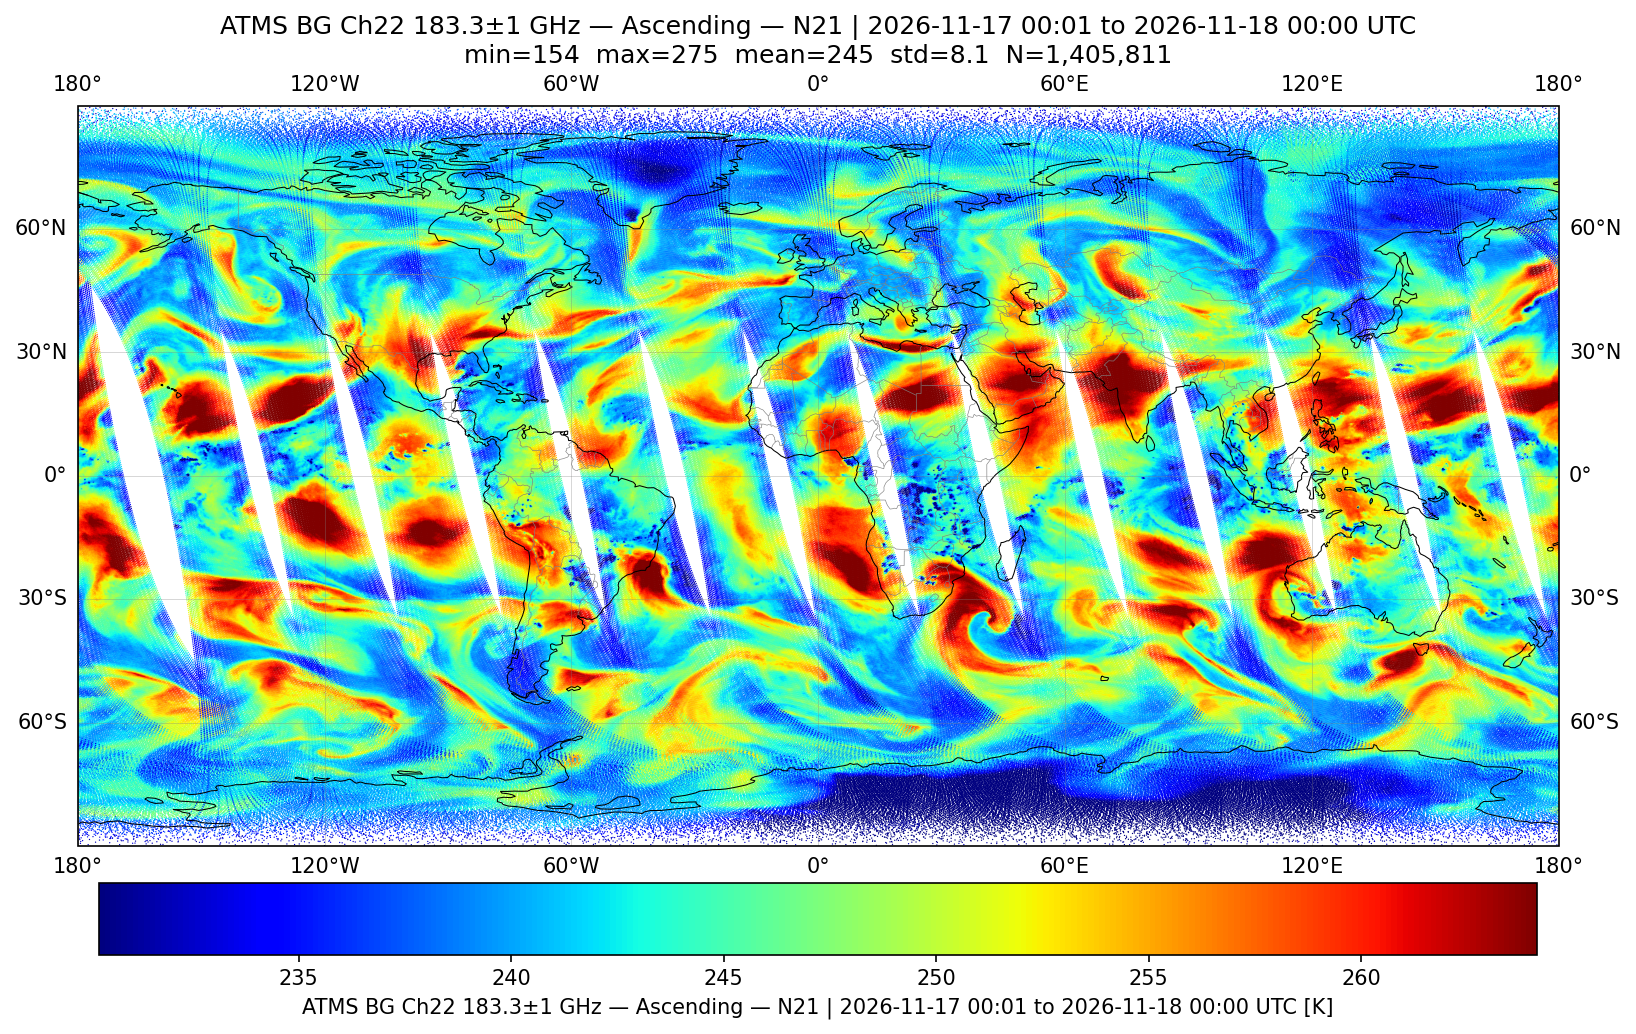 ATMS BG Ch22 183.3±1 GHz — Ascending — N21 | 2026-11-17 00:01 to 2026-11-18 00:00 UTC
min=154 max=275 mean=245 std=8.1 N=1,405,811
180° 120°W 60°W 0° 60°E 120°E 180°
60°N 60°N
30°N 30°N
0° 0°
30°S 30°S
60°S 60°S
180° 120°W 60°W 0° 60°E 120°E 180°
235 240 245 250 255 260
ATMS BG Ch22 183.3±1 GHz — Ascending — N21 | 2026-11-17 00:01 to 2026-11-18 00:00 UTC [K]